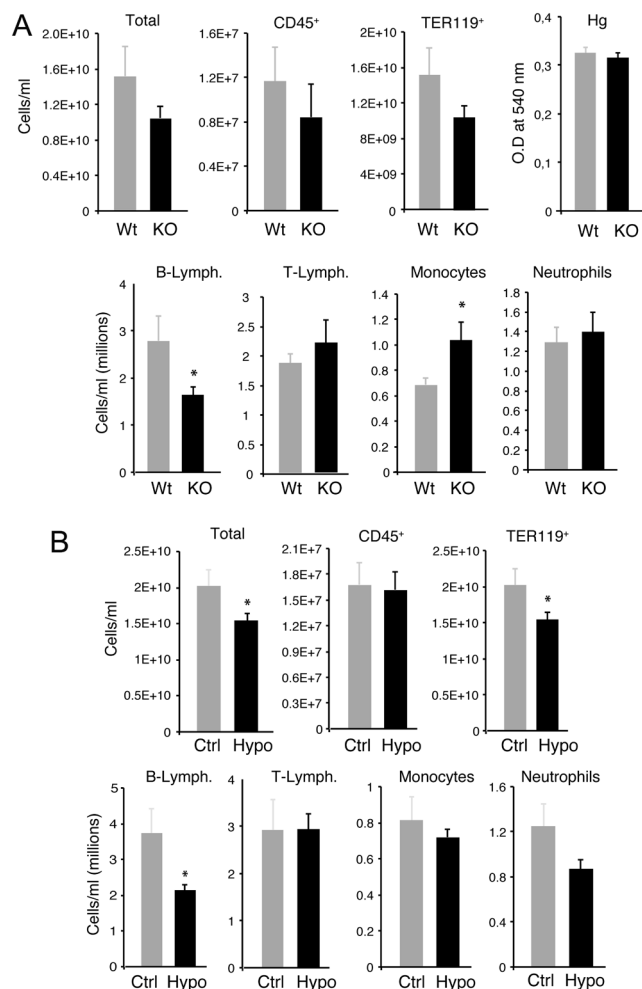 A
Total
CD45+
TER119+
Hg
Cells/ml
2.0E+10
1.6E+10
1.2E+10
0.8E+10
0.4E+10
0
Wt KO
1.6E+7
1.2E+7
0.8E+7
0.4E+7
0
Wt KO
2E+10
1.6E+10
1.2E+10
8E+09
4E+09
0
Wt KO
O.D at 540 nm
0,4
0,3
0,2
0,1
0
Wt KO
B-Lymph.
T-Lymph.
Monocytes
Neutrophils
Cells/ml (millions)
4
3
2
1
0
*
Wt KO
3
2.5
2
1.5
1
0.5
0
Wt KO
1.4
1.2
1.0
0.8
0.6
0.4
0.2
0
*
Wt KO
1.8
1.6
1.4
1.2
1.0
0.8
0.6
0.4
0.2
0
Wt KO
B
Total
CD45+
TER119+
Cells/ml
2.5E+10
2E+10
1.5E+10
1E+10
0.5E+10
0
*
Ctrl Hypo
2.1E+7
1.8E+7
1.5E+7
1.2E+7
0.9E+7
0.6E+7
0.3E+7
0
Ctrl Hypo
2.5E+10
2E+10
1.5E+10
1E+10
0.5E+10
0
*
Ctrl Hypo
B-Lymph.
T-Lymph.
Monocytes
Neutrophils
Cells/ml (millions)
5
4
3
2
1
0
*
Ctrl Hypo
4
3
2
1
0
Ctrl Hypo
1
0.8
0.6
0.4
0.2
0
Ctrl Hypo
1.6
1.2
0.8
0.4
0
Ctrl Hypo